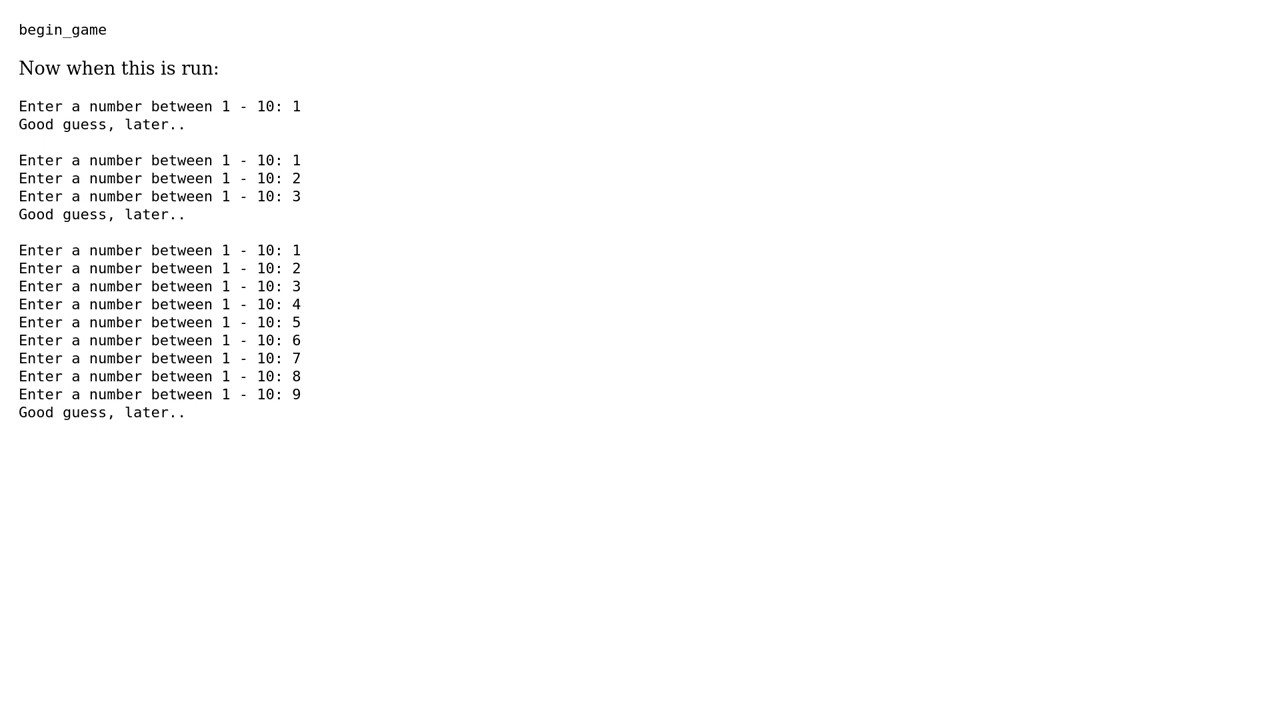 begin_game
Now when this is run:
Enter a number between 1 - 10: 1
Good guess, later..
Enter a number between 1 - 10: 1
Enter a number between 1 - 10: 2
Enter a number between 1 - 10: 3
Good guess, later..
Enter a number between 1 - 10: 1
Enter a number between 1 - 10: 2
Enter a number between 1 - 10: 3
Enter a number between 1 - 10: 4
Enter a number between 1 - 10: 5
Enter a number between 1 - 10: 6
Enter a number between 1 - 10: 7
Enter a number between 1 - 10: 8
Enter a number between 1 - 10: 9
Good guess, later..